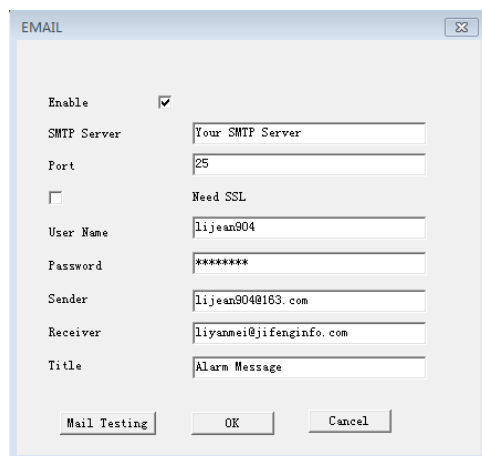 EMAIL
Enable
SMTP Server Your SMTP Server
Port 25
Need SSL
User Name lijean904
Password ********
Sender lijean904@163.com
Receiver liyanmei@jifenginfo.com
Title Alarm Message
Mail Testing OK Cancel